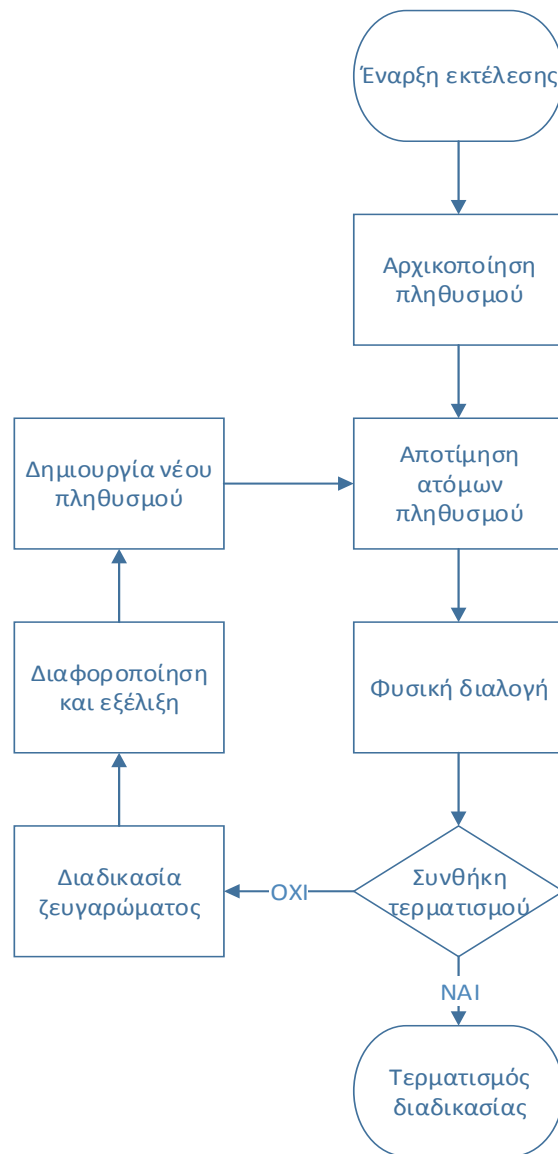 Έναρξη εκτέλεσης
Αρχικοποίηση
πληθυσμού
Αποτίμηση
ατόμων
πληθυσμού
Φυσική διαλογή
Συνθήκη
τερματισμού
ΟΧΙ
Διαδικασία
ζευγαρώματος
Διαφοροποίηση
και εξέλιξη
Δημιουργία νέου
πληθυσμού
ΝΑΙ
Τερματισμός
διαδικασίας